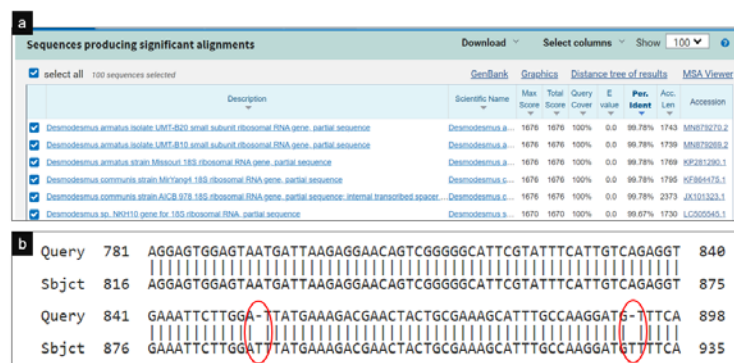 a
Sequences producing significant alignments Download Select columns Show 100
select all 100 sequences selected GenBank Graphics Distance tree of results MSA Viewer
Description Scientific Name Max Score Total Score Query Cover E value Per. Ident Acc. Len Accession
Desmodesmus armatus isolate UMT-B20 small subunit ribosomal RNA gene, partial sequence Desmodesmus a... 1676 1676 100% 0.0 99.78% 1743 MN879270.2
Desmodesmus armatus isolate UMT-B10 small subunit ribosomal RNA gene, partial sequence Desmodesmus a... 1676 1676 100% 0.0 99.78% 1739 MN879269.2
Desmodesmus armatus strain Missouri 18S ribosomal RNA gene, partial sequence Desmodesmus a... 1676 1676 100% 0.0 99.78% 1769 KP281290.1
Desmodesmus communis strain MirYang4 18S ribosomal RNA gene, partial sequence Desmodesmus c... 1676 1676 100% 0.0 99.78% 1795 KF864475.1
Desmodesmus communis strain AICB 978 18S ribosomal RNA gene, partial sequence; internal transcribed spacer ... Desmodesmus c... 1676 1676 100% 0.0 99.78% 2373 JX101323.1
Desmodesmus sp. NKH10 gene for 18S ribosomal RNA, partial sequence Desmodesmus s... 1670 1670 100% 0.0 99.67% 1730 LC505545.1
b
Query 781 AGGAGTGGAGTAATGATTAAGAGGAACAGTCGGGGGCATTCGTATTTCATTGTCAGAGGT 840
Sbjct 816 AGGAGTGGAGTAATGATTAAGAGGAACAGTCGGGGGCATTCGTATTTCATTGTCAGAGGT 875
Query 841 GAAATTCTTGGA-TTATGAAAGACGAACTACTGCGAAAGCATTTGCCAAGGATG-TTTCA 898
Sbjct 876 GAAATTCTTGGATTTATGAAAGACGAACTACTGCGAAAGCATTTGCCAAGGATGTTTTCA 935